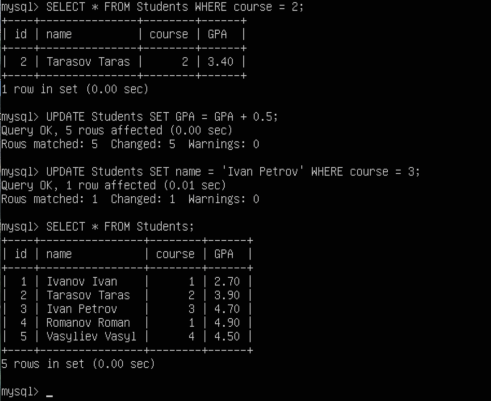 mysql> SELECT * FROM Students WHERE course = 2;
+----+---------------+--------+------+
| id | name          | course | GPA  |
+----+---------------+--------+------+
|  2 | Tarasov Taras |      2 | 3.40 |
+----+---------------+--------+------+
1 row in set (0.00 sec)
mysql> UPDATE Students SET GPA = GPA + 0.5;
Query OK, 5 rows affected (0.00 sec)
Rows matched: 5  Changed: 5  Warnings: 0
mysql> UPDATE Students SET name = 'Ivan Petrov' WHERE course = 3;
Query OK, 1 row affected (0.01 sec)
Rows matched: 1  Changed: 1  Warnings: 0
mysql> SELECT * FROM Students;
+----+----------------+--------+------+
| id | name           | course | GPA  |
+----+----------------+--------+------+
|  1 | Ivanov Ivan    |      1 | 2.70 |
|  2 | Tarasov Taras  |      2 | 3.90 |
|  3 | Ivan Petrov    |      3 | 4.70 |
|  4 | Romanov Roman  |      1 | 4.90 |
|  5 | Vasyliev Vasyl |      4 | 4.50 |
+----+----------------+--------+------+
5 rows in set (0.00 sec)
mysql> _